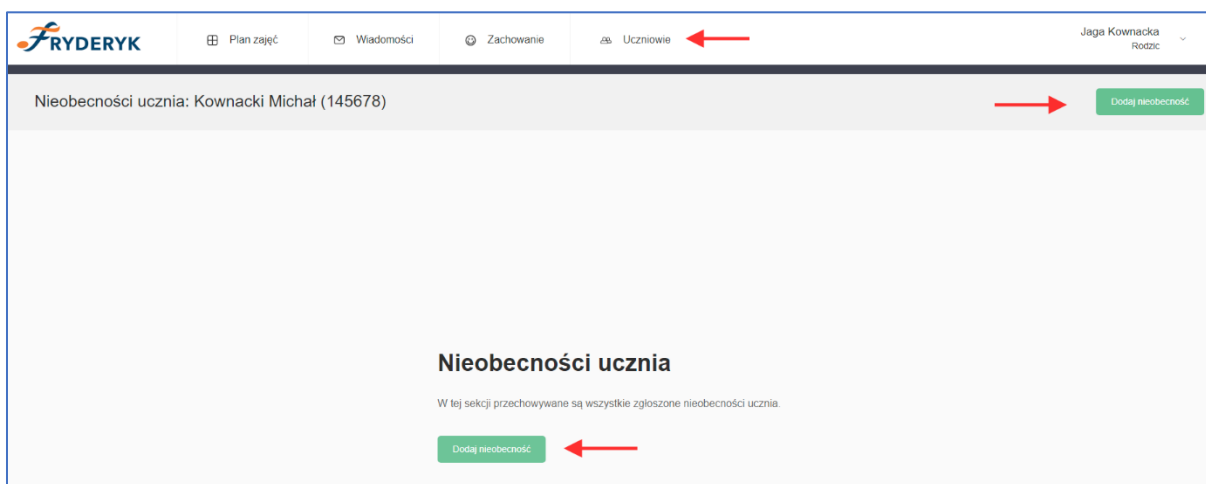 FRYDERYK
Plan zajęć
Wiadomości
Zachowanie
Uczniowie
Jaga Kownacka
Rodzic
Nieobecności ucznia: Kownacki Michał (145678)
Dodaj nieobecność
Nieobecności ucznia
W tej sekcji przechowywane są wszystkie zgłoszone nieobecności ucznia.
Dodaj nieobecność